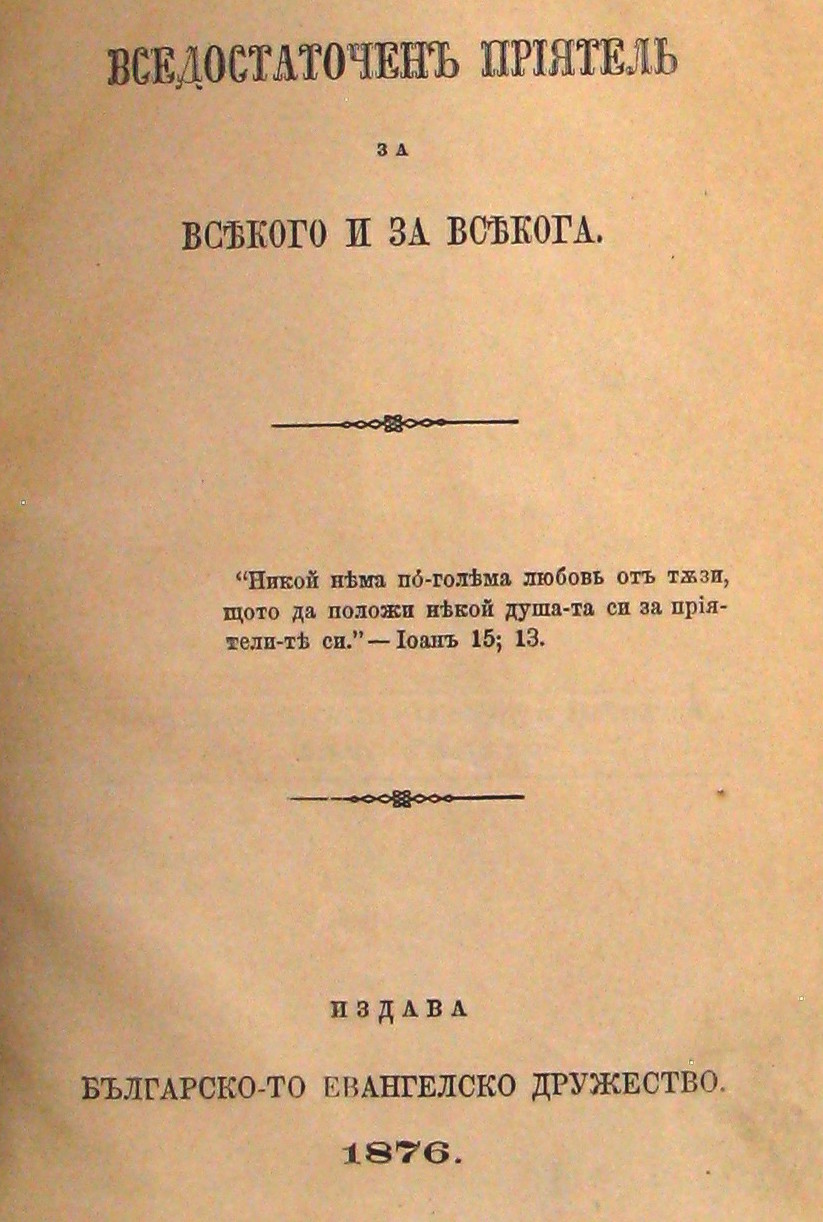 ВСЕДОСТАТОЧЕНЪ ПРІЯТЕЛЬ
ЗА
ВСѢКОГО И ЗА ВСѢКОГА.
“Никой нѣма по́-голѣма любовь отъ тѫзи,
щото да положи нѣкой душа-та си за прія-
тели-тѣ си.”—Іоанъ 15; 13.
ИЗДАВА
БЪЛГАРСКО-ТО ЕВАНГЕЛСКО ДРУЖЕСТВО.
1876.